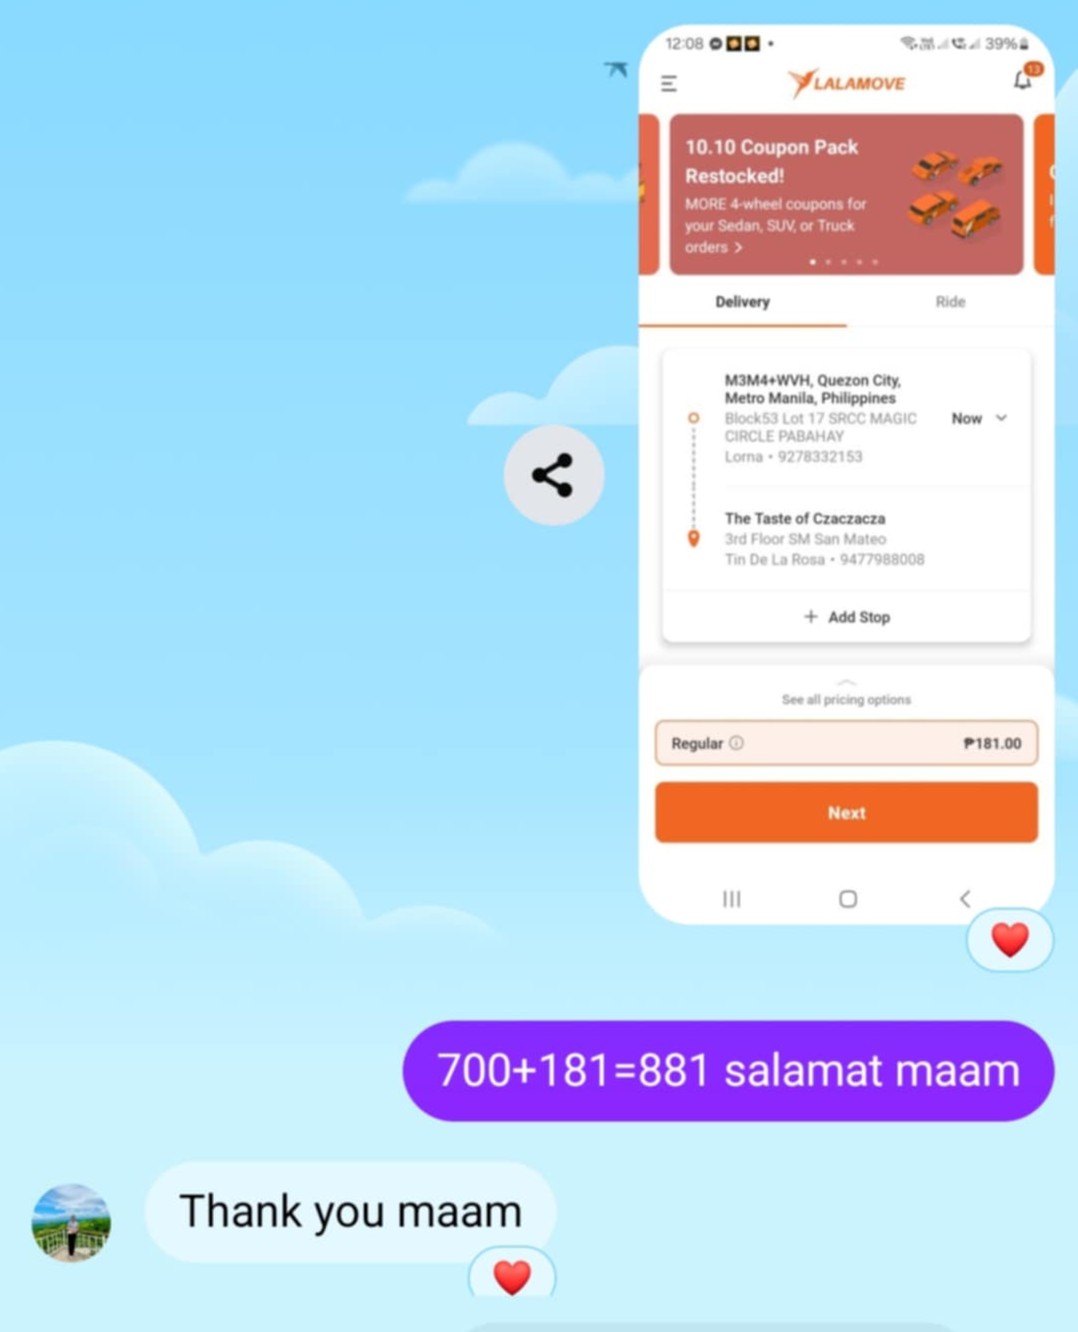 12:08
39%
LALAMOVE
13
10.10 Coupon Pack
Restocked!
MORE 4-wheel coupons for
your Sedan, SUV, or Truck
orders >
Delivery
Ride
M3M4+WVH, Quezon City,
Metro Manila, Philippines
Block53 Lot 17 SRCC MAGIC
CIRCLE PABAHAY
Lorna • 9278332153
Now
The Taste of Czaczacza
3rd Floor SM San Mateo
Tin De La Rosa • 9477988008
+ Add Stop
See all pricing options
Regular
₱181.00
Next
700+181=881 salamat maam
Thank you maam